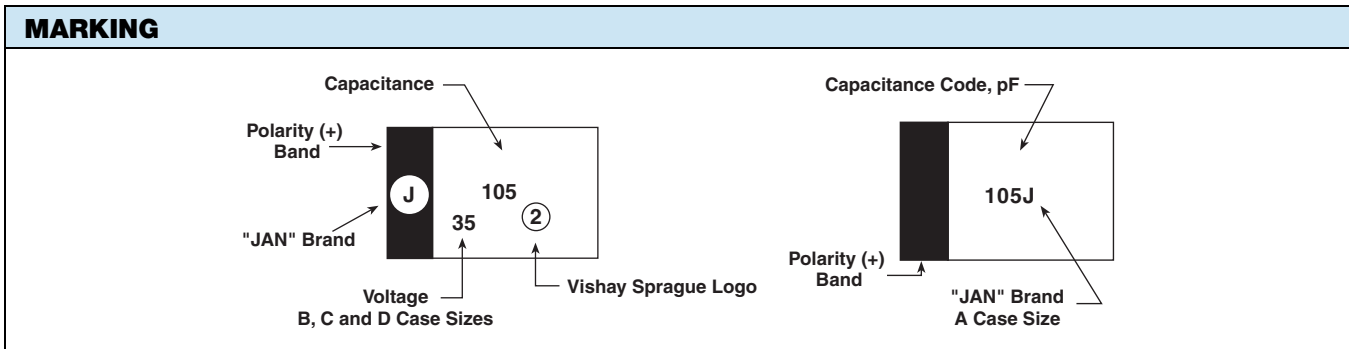 MARKING
Capacitance
Polarity (+)
Band
J
105
35
2
"JAN" Brand
Voltage
B, C and D Case Sizes
Vishay Sprague Logo
Capacitance Code, pF
105J
Polarity (+)
Band
"JAN" Brand
A Case Size